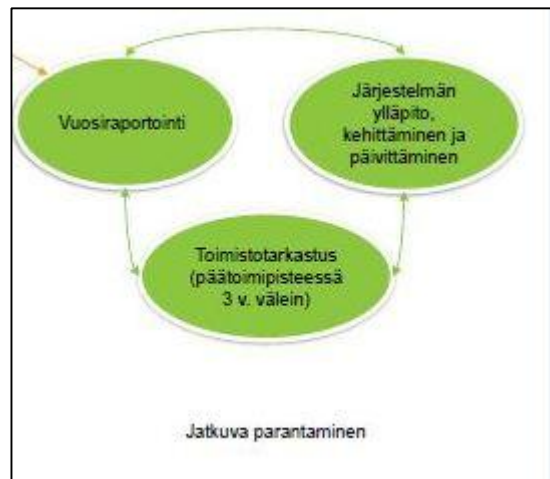 Vuosiraportointi
Järjestelmän
ylläpito,
kehittäminen ja
päivittäminen
Toimistotarkastus
(päätoimipisteessä
3 v. välein)
Jatkuva parantaminen